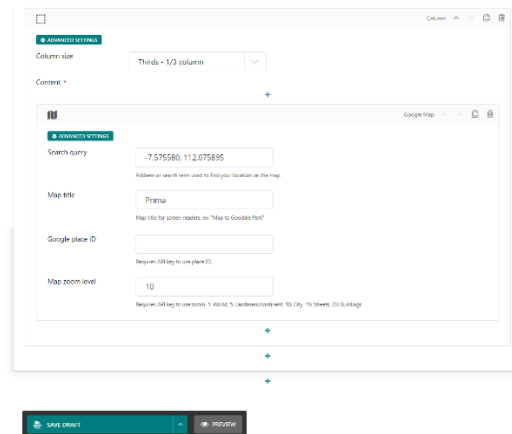 Column
ADVANCED SETTINGS
Column size
Thirds - 1/3 column
Content *
+
Google Map
ADVANCED SETTINGS
Search query
-7.575580, 112.075895
Address or search term used to find your location on the map.
Map title
Prima
Map title for screen readers, ex: "Map to Goodale Park"
Google place ID
Requires API key to use place ID.
Map zoom level
10
Requires API key to use zoom. 1: World, 5: Landmass/continent, 10: City, 15: Streets, 20: Buildings
+
+
+
SAVE DRAFT
PREVIEW